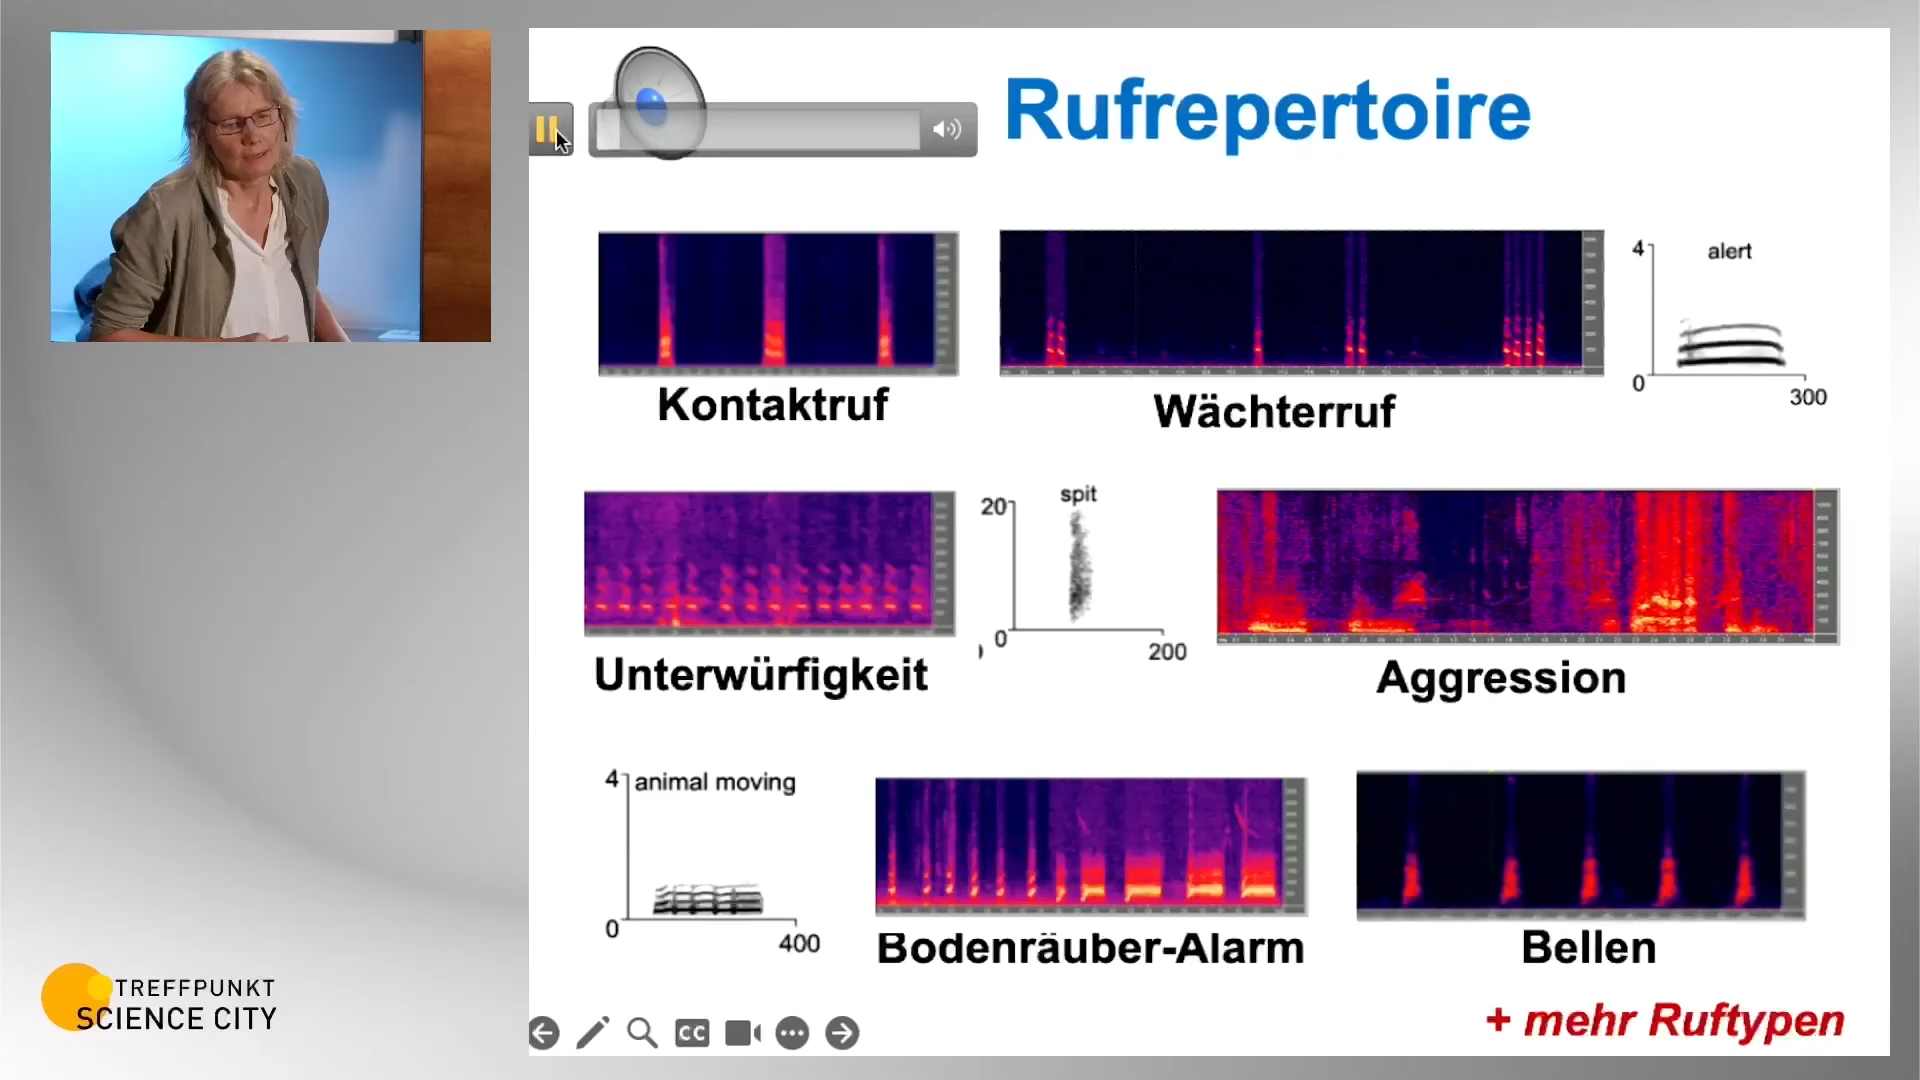 Rufrepertoire
4
alert
0
300
Kontaktruf
Wächterruf
20
spit
0
200
Unterwürfigkeit
Aggression
4
animal moving
0
400
Bodenräuber-Alarm
Bellen
+ mehr Ruftypen
CC
TREFFPUNKT
SCIENCE CITY